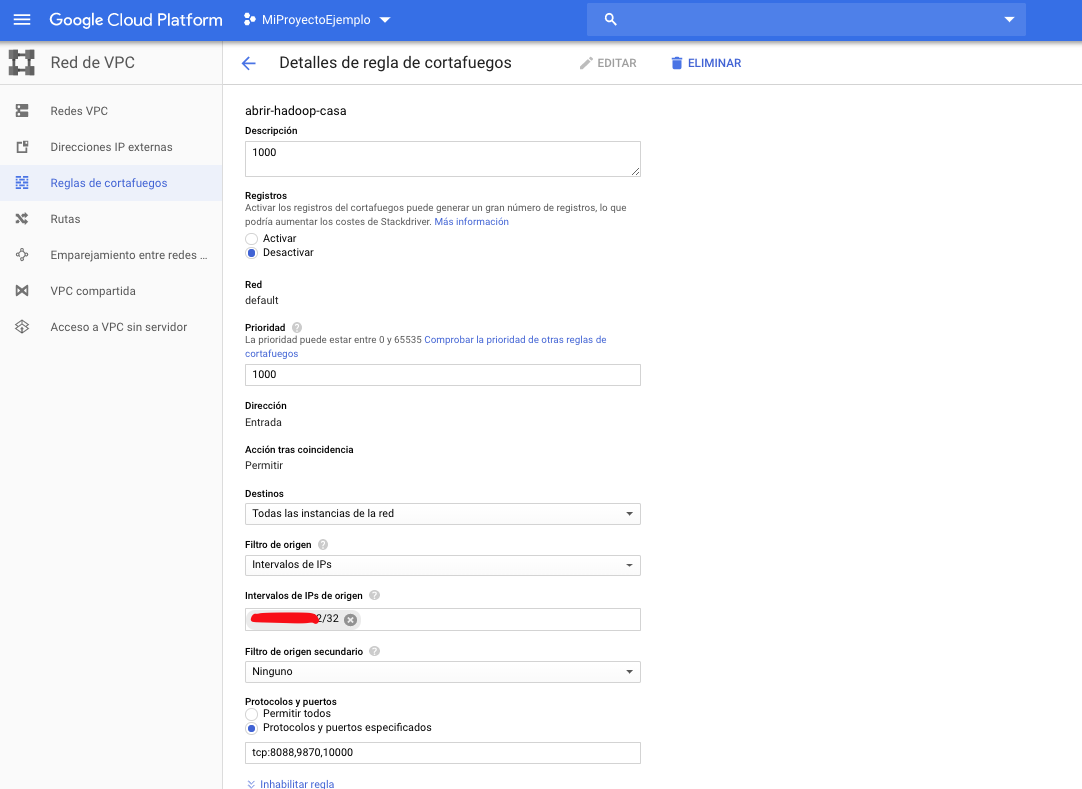 Google Cloud Platform
MiProyectoEjemplo
Red de VPC
Detalles de regla de cortafuegos
EDITAR
ELIMINAR
Redes VPC
Direcciones IP externas
Reglas de cortafuegos
Rutas
Emparejamiento entre redes ...
VPC compartida
Acceso a VPC sin servidor
abrir-hadoop-casa
Descripción
1000
Registros
Activar los registros del cortafuegos puede generar un gran número de registros, lo que
podría aumentar los costes de Stackdriver. Más información
Activar
Desactivar
Red
default
Prioridad
La prioridad puede estar entre 0 y 65535 Comprobar la prioridad de otras reglas de
cortafuegos
1000
Dirección
Entrada
Acción tras coincidencia
Permitir
Destinos
Todas las instancias de la red
Filtro de origen
Intervalos de IPs
Intervalos de IPs de origen
2/32
Filtro de origen secundario
Ninguno
Protocolos y puertos
Permitir todos
Protocolos y puertos especificados
tcp:8088,9870,10000
Inhabilitar regla